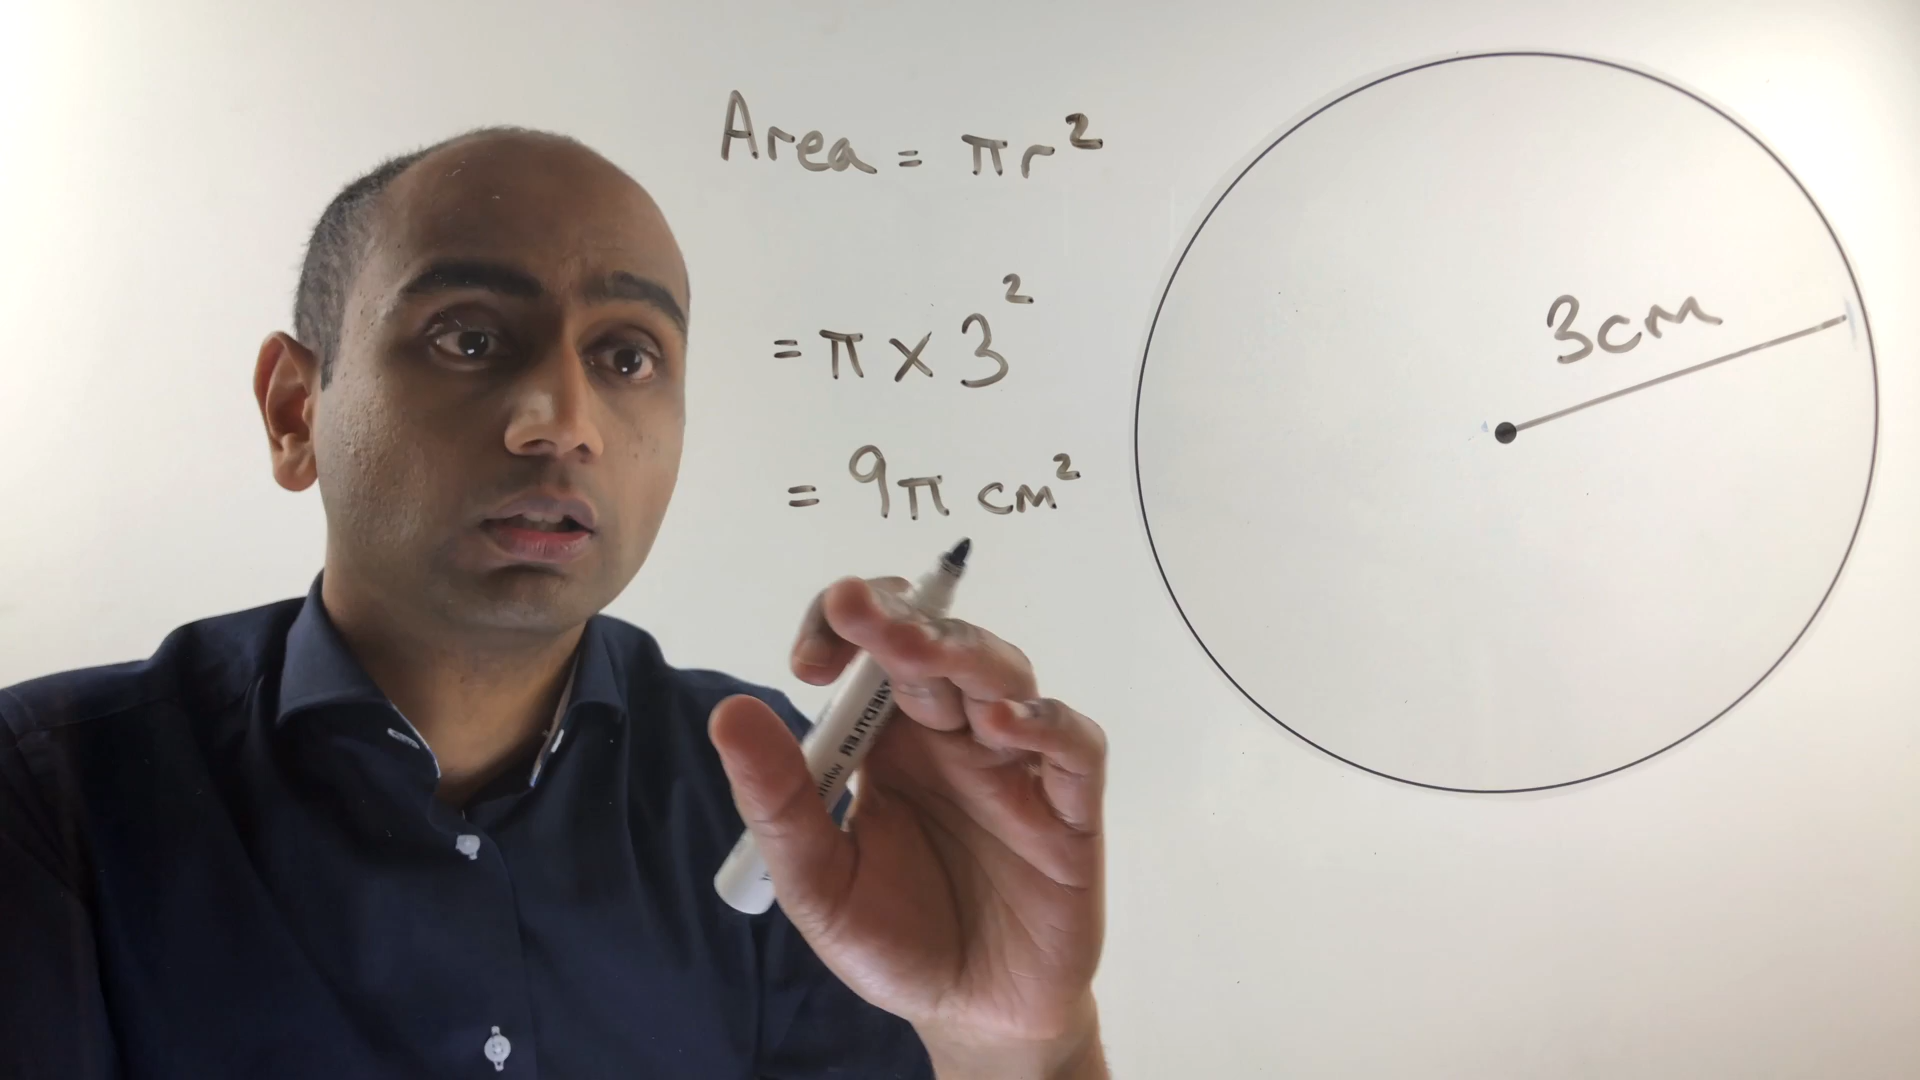 Area = πr²
= π × 3²
= 9π cm²
3cm